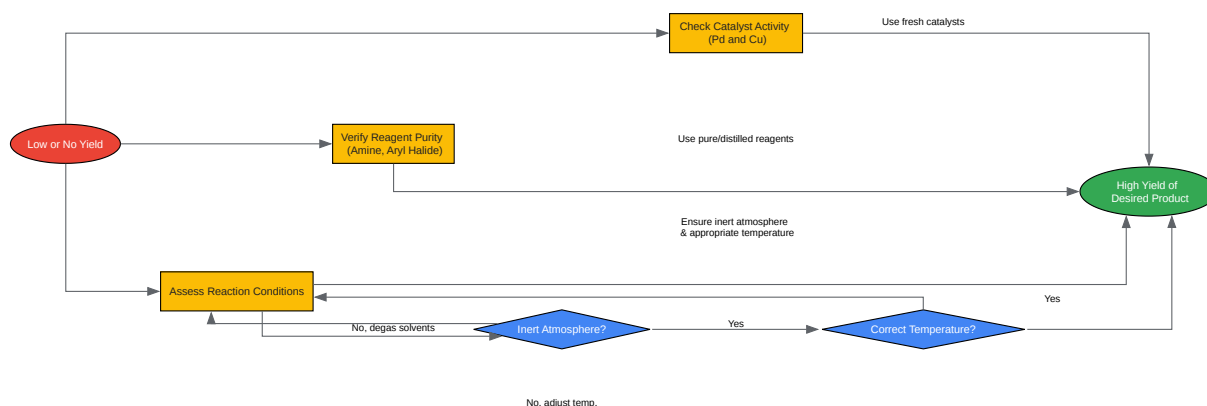 Use fresh catalysts
Check Catalyst Activity
(Pd and Cu)
Low or No Yield
Verify Reagent Purity
(Amine, Aryl Halide)
Use pure/distilled reagents
High Yield of
Desired Product
Ensure inert atmosphere
& appropriate temperature
Assess Reaction Conditions
Yes
No, degas solvents
Inert Atmosphere?
Yes
Correct Temperature?
No, adjust temp.